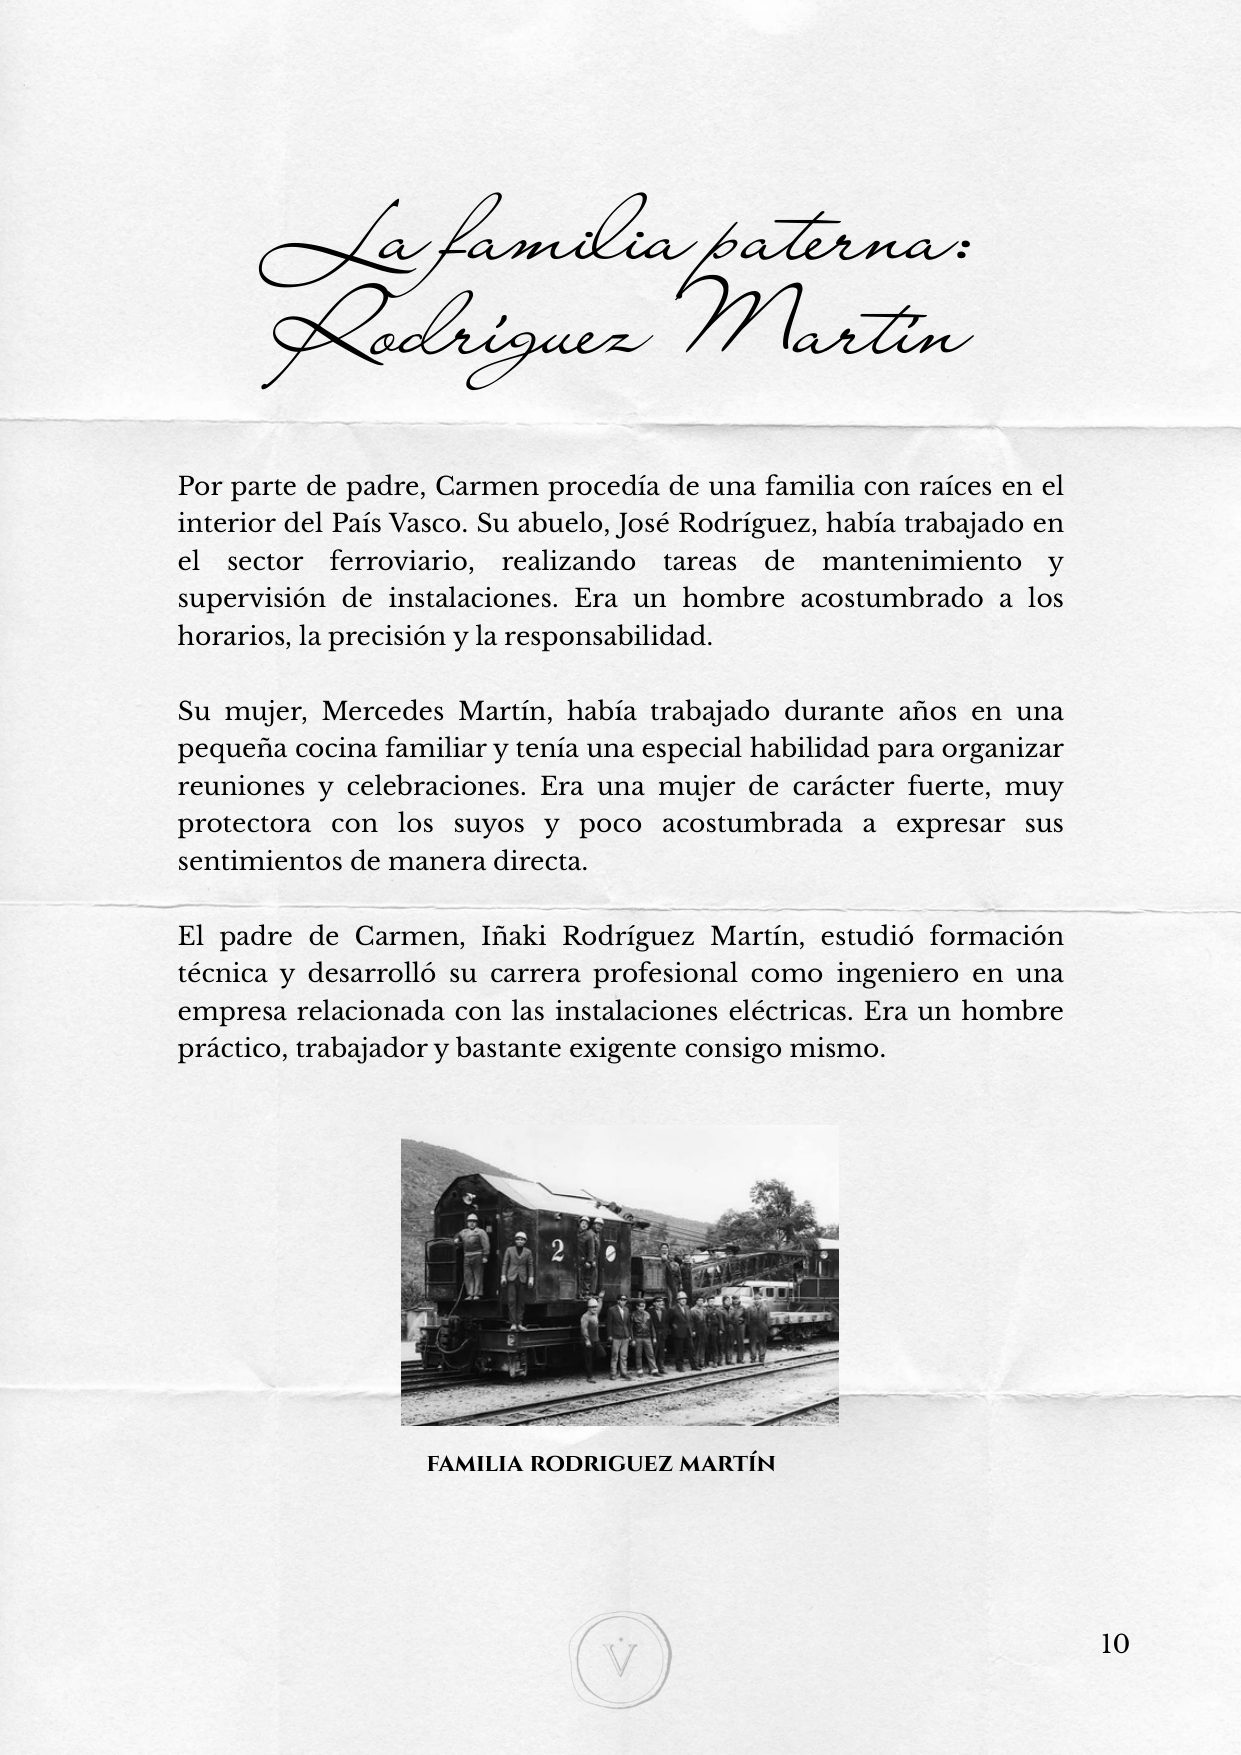 La familia paterna:
Rodríguez Martín
Por parte de padre, Carmen procedía de una familia con raíces en el
interior del País Vasco. Su abuelo, José Rodríguez, había trabajado en
el sector ferroviario, realizando tareas de mantenimiento y
supervisión de instalaciones. Era un hombre acostumbrado a los
horarios, la precisión y la responsabilidad.
Su mujer, Mercedes Martín, había trabajado durante años en una
pequeña cocina familiar y tenía una especial habilidad para organizar
reuniones y celebraciones. Era una mujer de carácter fuerte, muy
protectora con los suyos y poco acostumbrada a expresar sus
sentimientos de manera directa.
El padre de Carmen, Iñaki Rodríguez Martín, estudió formación
técnica y desarrolló su carrera profesional como ingeniero en una
empresa relacionada con las instalaciones eléctricas. Era un hombre
práctico, trabajador y bastante exigente consigo mismo.
2
FAMILIA RODRIGUEZ MARTÍN
V
10